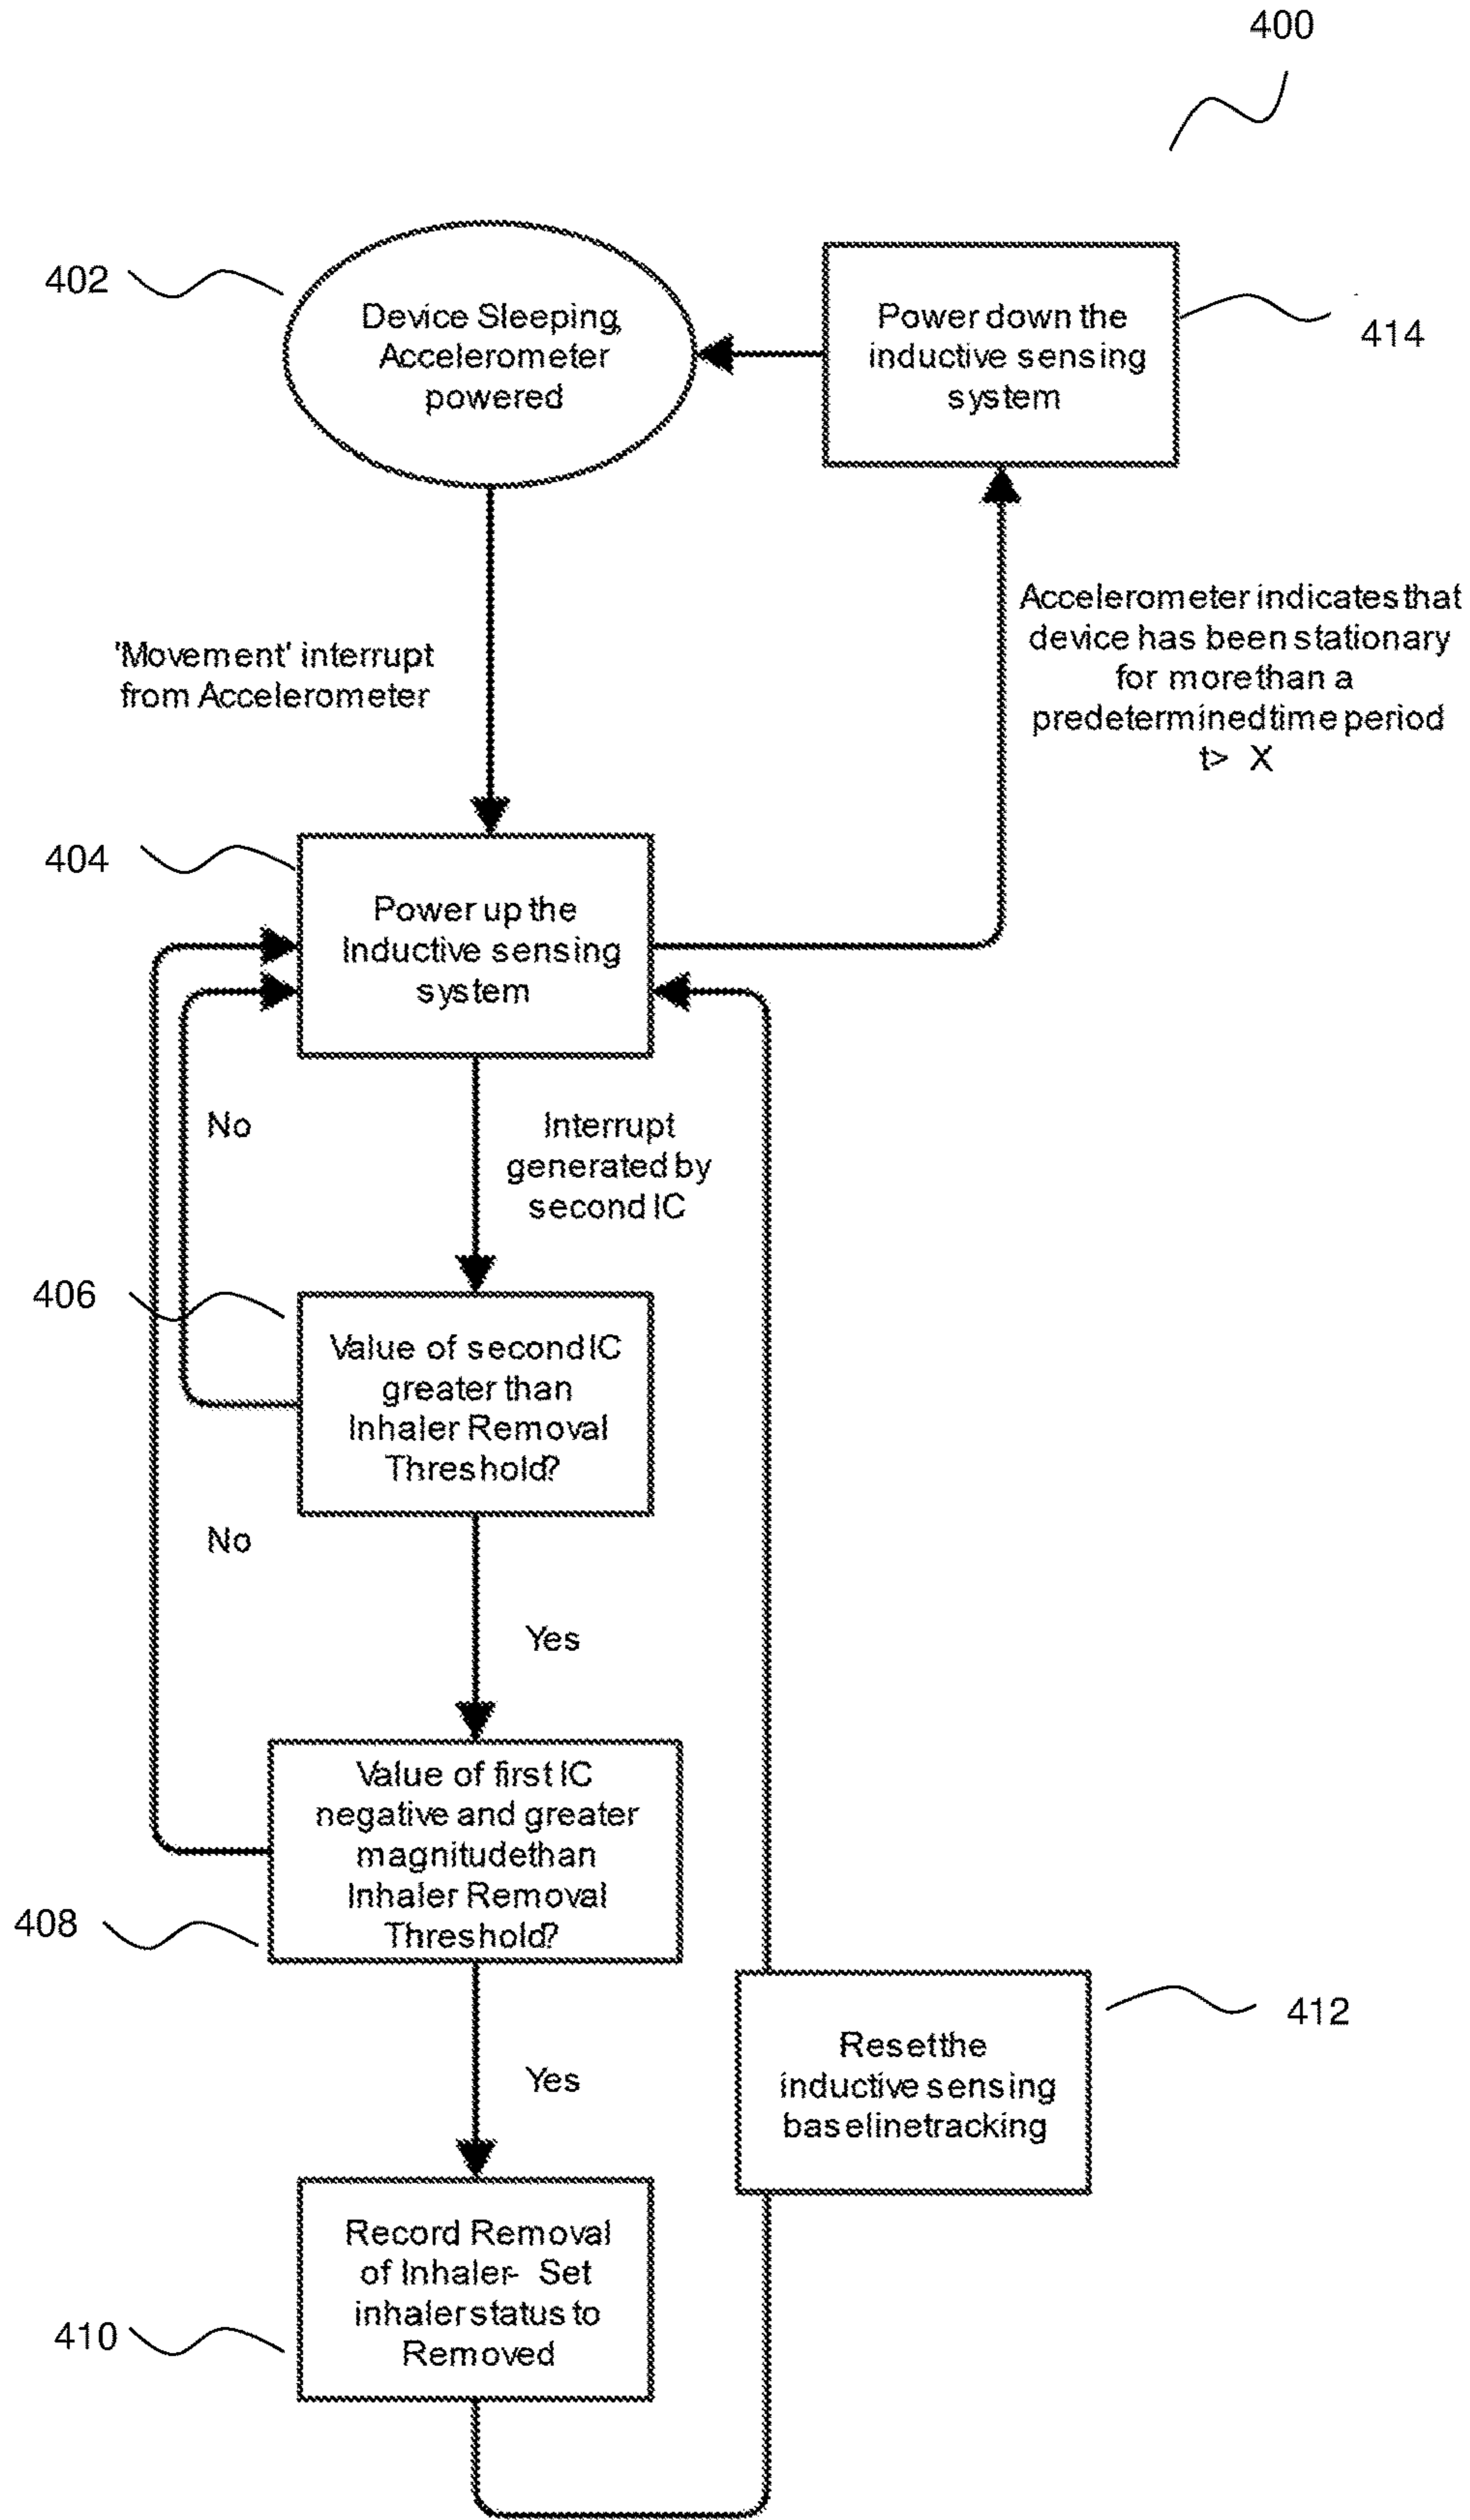 400
402
Device Sleeping,
Accelerometer
powered
Power down the
inductive sensing
system
414
'Movement' interrupt
from Accelerometer
Accelerometer indicates that
device has been stationary
for more than a
predetermined time period
t> X
404
Power up the
Inductive sensing
system
No
Interrupt
generated by
second IC
406
Value of second IC
greater than
Inhaler Removal
Threshold?
No
Yes
Value of first IC
negative and greater
magnitude than
Inhaler Removal
Threshold?
408
412
Reset the
inductive sensing
baseline tracking
Yes
Record Removal
of Inhaler- Set
inhaler status to
Removed
410